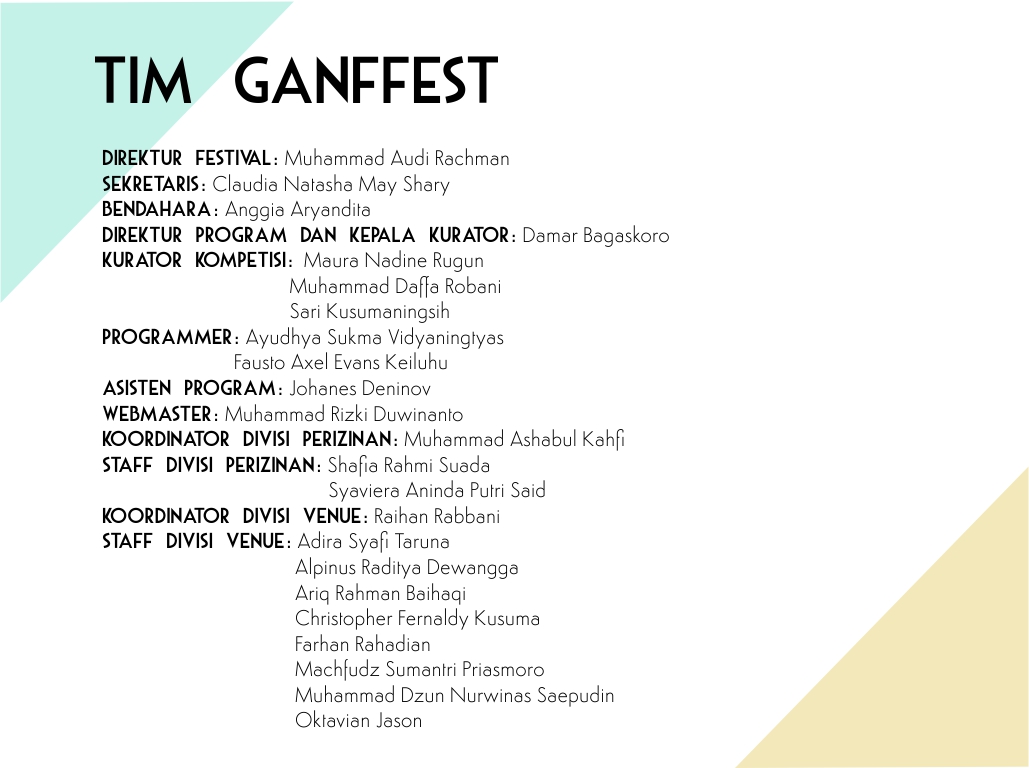 TIM GANFFEST
DIREKTUR FESTIVAL: Muhammad Audi Rachman
SEKRETARIS: Claudia Natasha May Shary
BENDAHARA: Anggia Aryandita
DIREKTUR PROGRAM DAN KEPALA KURATOR: Damar Bagaskoro
KURATOR KOMPETISI: Maura Nadine Rugun
Muhammad Daffa Robani
Sari Kusumaningsih
PROGRAMMER: Ayudhya Sukma Vidyaningtyas
Fausto Axel Evans Keiluhu
ASISTEN PROGRAM: Johanes Deninov
WEBMASTER: Muhammad Rizki Duwinanto
KOORDINATOR DIVISI PERIZINAN: Muhammad Ashabul Kahfi
STAFF DIVISI PERIZINAN: Shafia Rahmi Suada
Syaviera Aninda Putri Said
KOORDINATOR DIVISI VENUE: Raihan Rabbani
STAFF DIVISI VENUE: Adira Syafi Taruna
Alpinus Raditya Dewangga
Ariq Rahman Baihaqi
Christopher Fernaldy Kusuma
Farhan Rahadian
Machfudz Sumantri Priasmoro
Muhammad Dzun Nurwinas Saepudin
Oktavian Jason